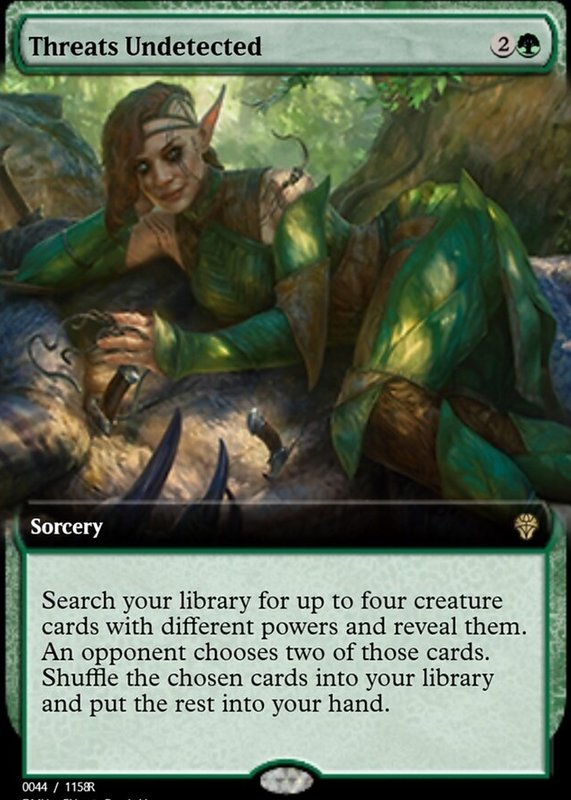 Threats Undetected 2
Sorcery
Search your library for up to four creature
cards with different powers and reveal them.
An opponent chooses two of those cards.
Shuffle the chosen cards into your library
and put the rest into your hand.
0044 / 1158R